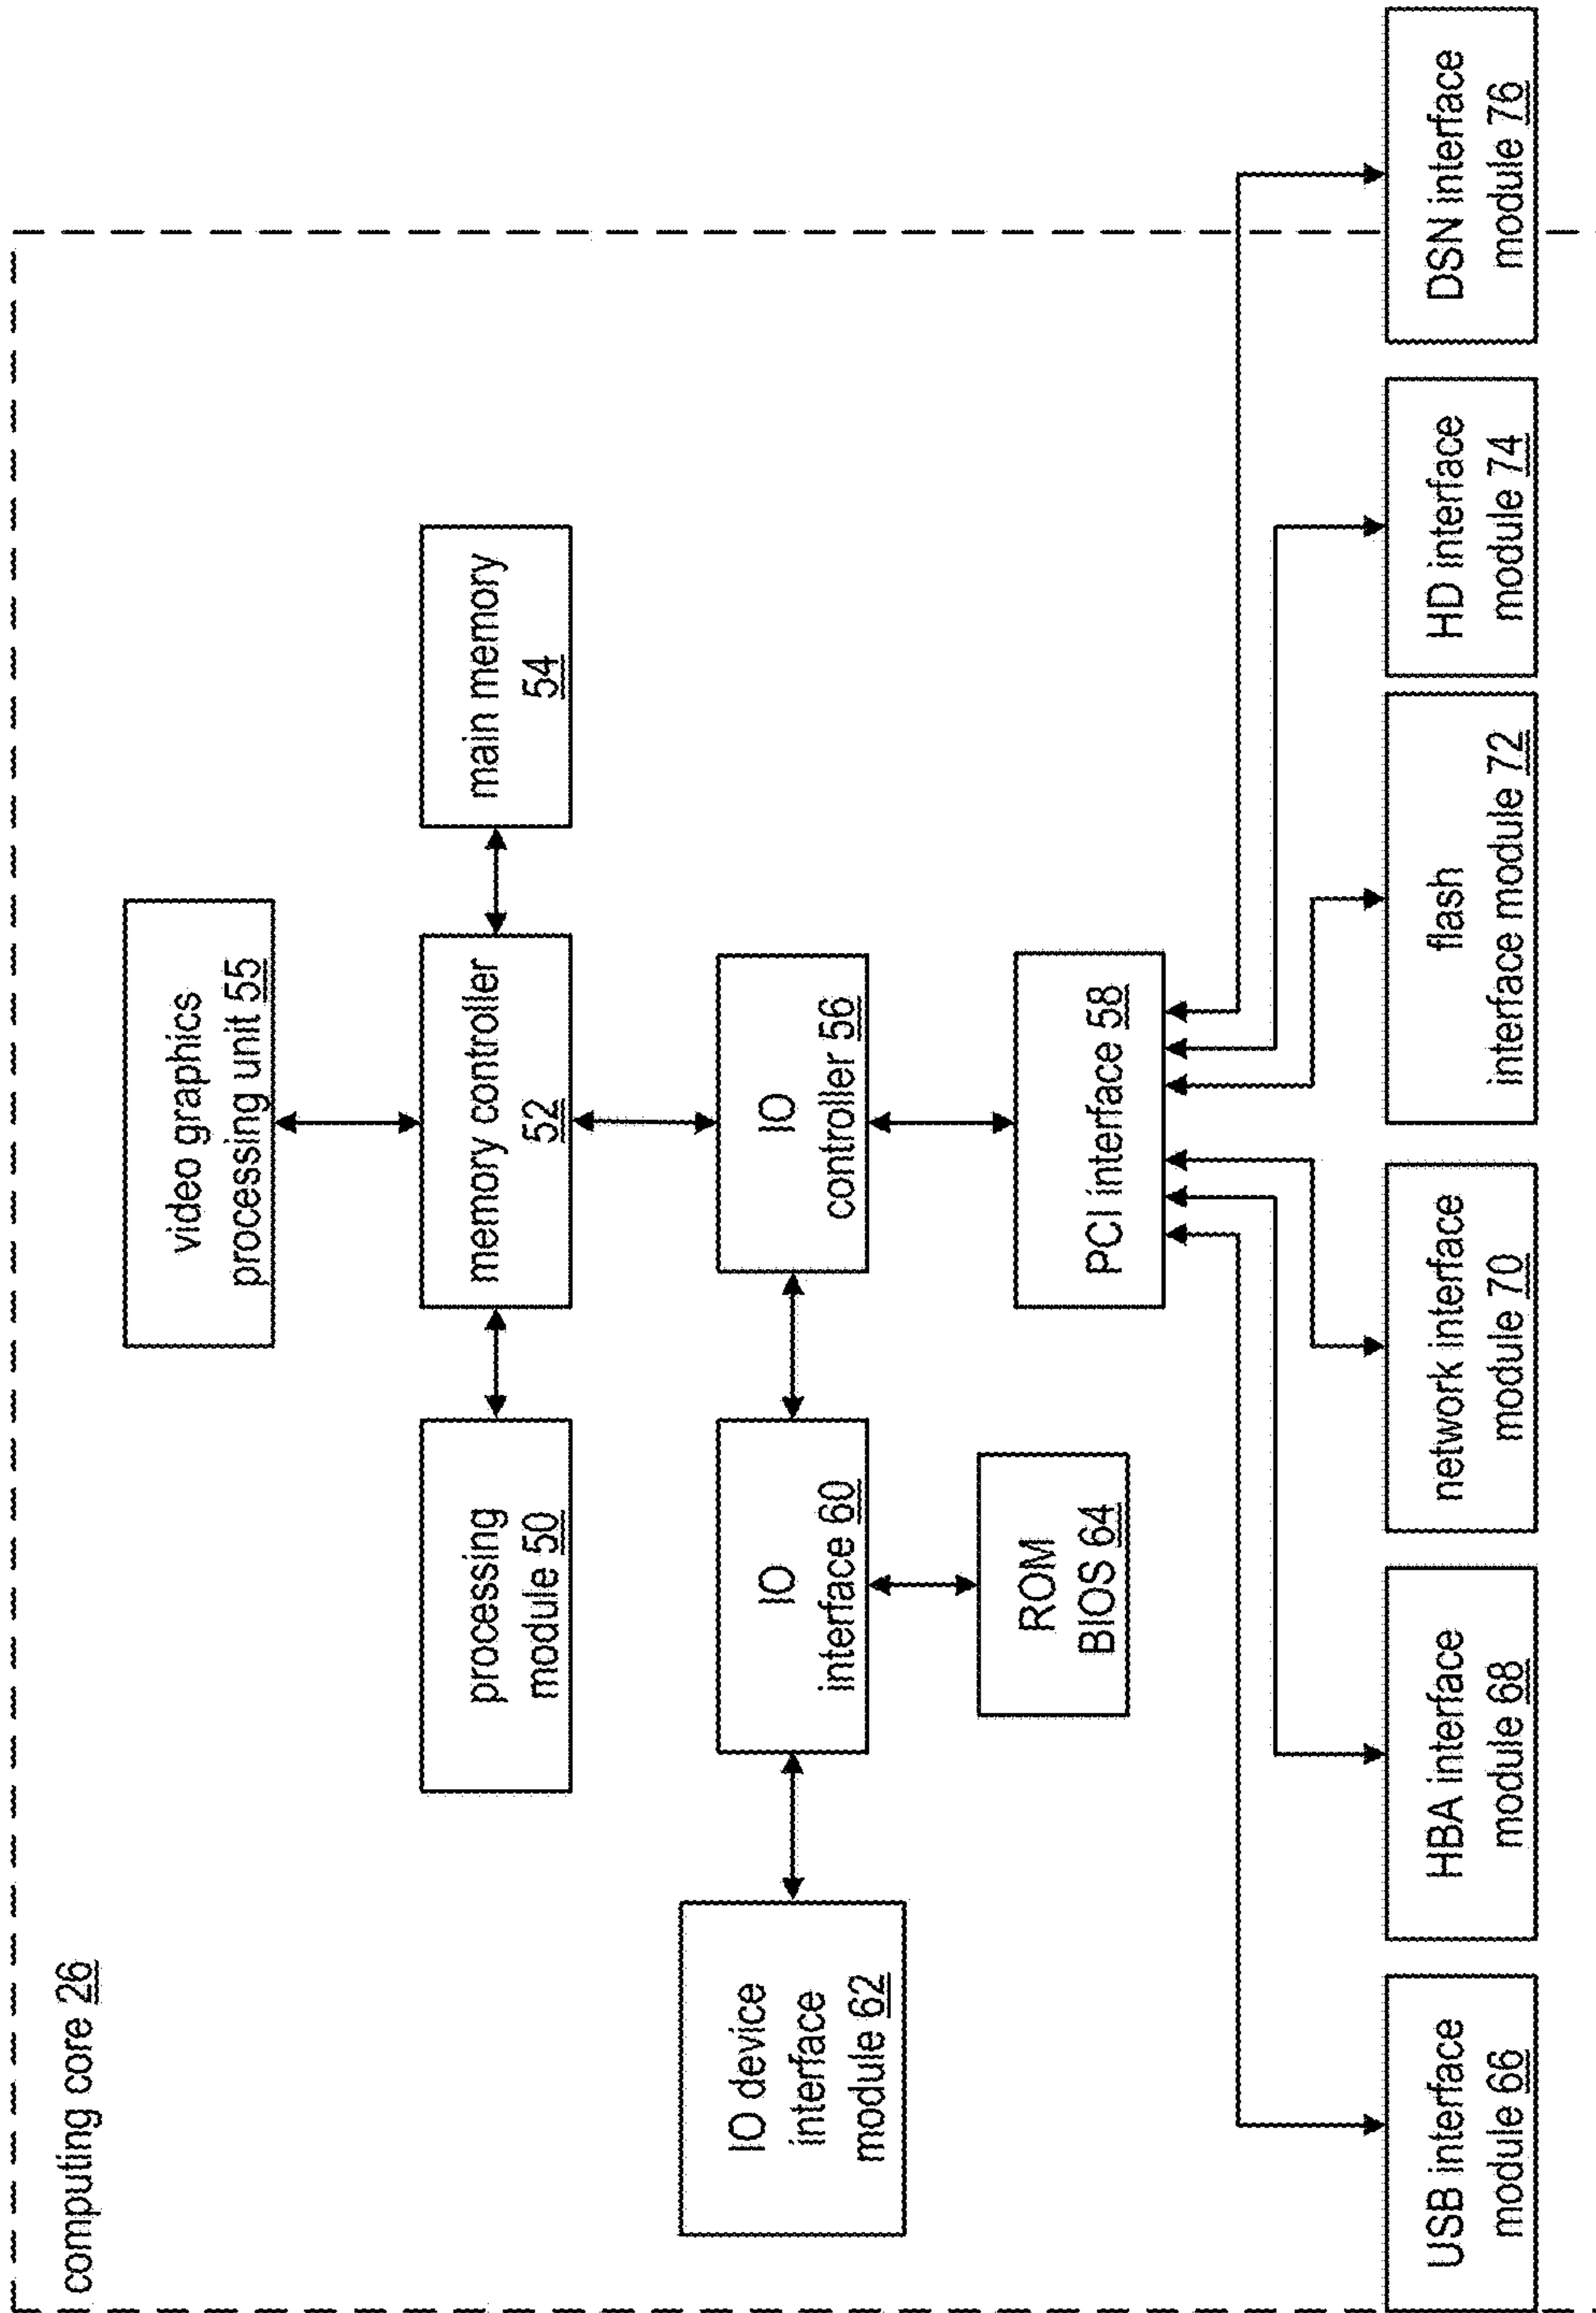 computing core 26
video graphics
processing unit 55
processing
module 50
memory controller
52
main memory
54
IO device
interface
module 62
IO
interface 60
IO
controller 56
ROM
BIOS 64
PCI interface 58
USB interface
module 66
HBA interface
module 68
network interface
module 70
flash
interface module 72
HD interface
module 74
DSN interface
module 76